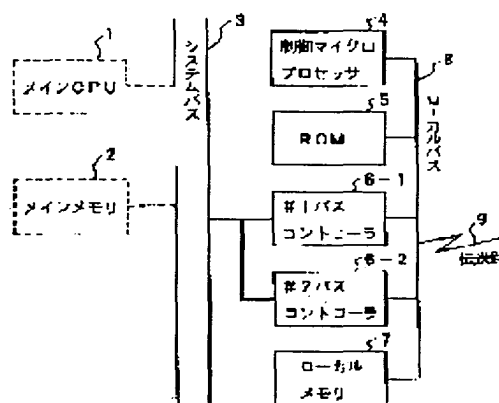 1
メインCPU
2
メインメモリ
システムバス
3
4
制御マイクロ
プロセッサ
5
ROM
6-1
#1バス
コントローラ
6-2
#2バス
コントローラ
7
ローカル
メモリ
8
ローカルバス
9